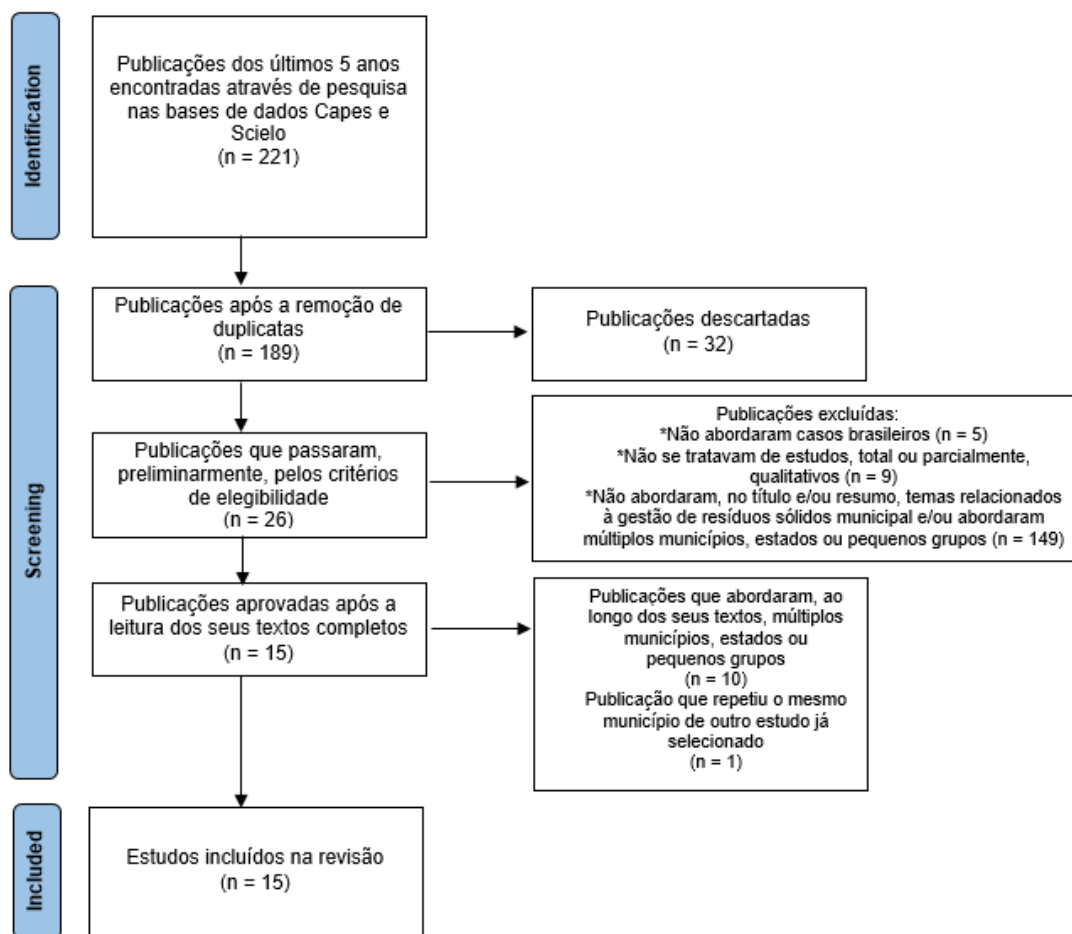 Identification
Publicações dos últimos 5 anos
encontradas através de pesquisa
nas bases de dados Capes e
Scielo
(n = 221)
Screening
Publicações após a remoção de
duplicatas
(n = 189)
Publicações descartadas
(n = 32)
Publicações que passaram,
preliminarmente, pelos critérios
de elegibilidade
(n = 26)
Publicações excluídas:
*Não abordaram casos brasileiros (n = 5)
*Não se tratavam de estudos, total ou parcialmente,
qualitativos (n = 9)
*Não abordaram, no título e/ou resumo, temas relacionados
à gestão de resíduos sólidos municipal e/ou abordaram
múltiplos municípios, estados ou pequenos grupos (n = 149)
Publicações aprovadas após a
leitura dos seus textos completos
(n = 15)
Publicações que abordaram, ao
longo dos seus textos, múltiplos
municípios, estados ou
pequenos grupos
(n = 10)
Publicação que repetiu o mesmo
município de outro estudo já
selecionado
(n = 1)
Included
Estudos incluídos na revisão
(n = 15)